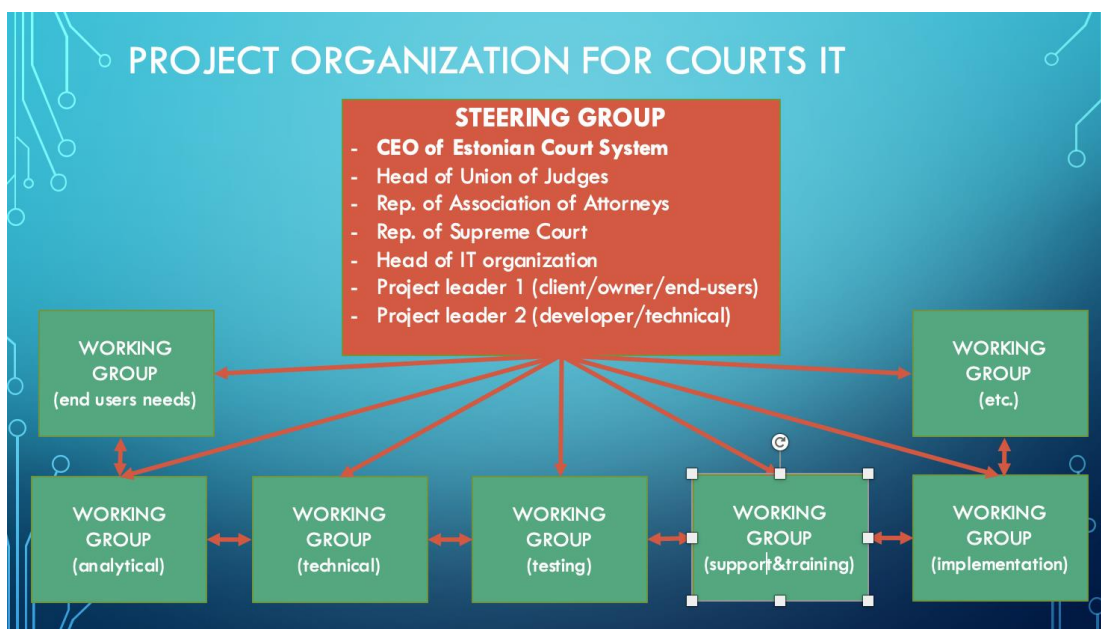 PROJECT ORGANIZATION FOR COURTS IT
STEERING GROUP
- CEO of Estonian Court System
- Head of Union of Judges
- Rep. of Association of Attorneys
- Rep. of Supreme Court
- Head of IT organization
- Project leader 1 (client/owner/end-users)
- Project leader 2 (developer/technical)
WORKING
GROUP
(end users needs)
WORKING
GROUP
(etc.)
WORKING
GROUP
(analytical)
WORKING
GROUP
(technical)
WORKING
GROUP
(testing)
WORKING
GROUP
(support&training)
WORKING
GROUP
(implementation)